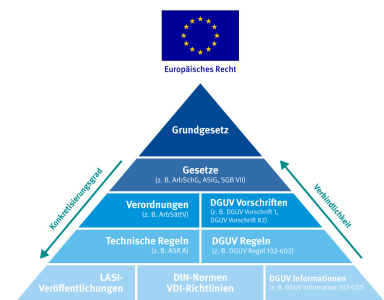 Europäisches Recht
Grundgesetz
Gesetze
(z. B. ArbSchG, ASiG, SGB VII)
Konkretisierungsgrad
Verbindlichkeit
Verordnungen
(z. B. ArbStättV)
DGUV Vorschriften
(z. B. DGUV Vorschrift 1,
DGUV Vorschrift 82)
Technische Regeln
(z. B. ASR A)
DGUV Regeln
(z. B. DGUV Regel 102-602)
LASI-
Veröffentlichungen
DIN-Normen
VDI-Richtlinien
DGUV Informationen
(z. B. DGUV Information 202-022)